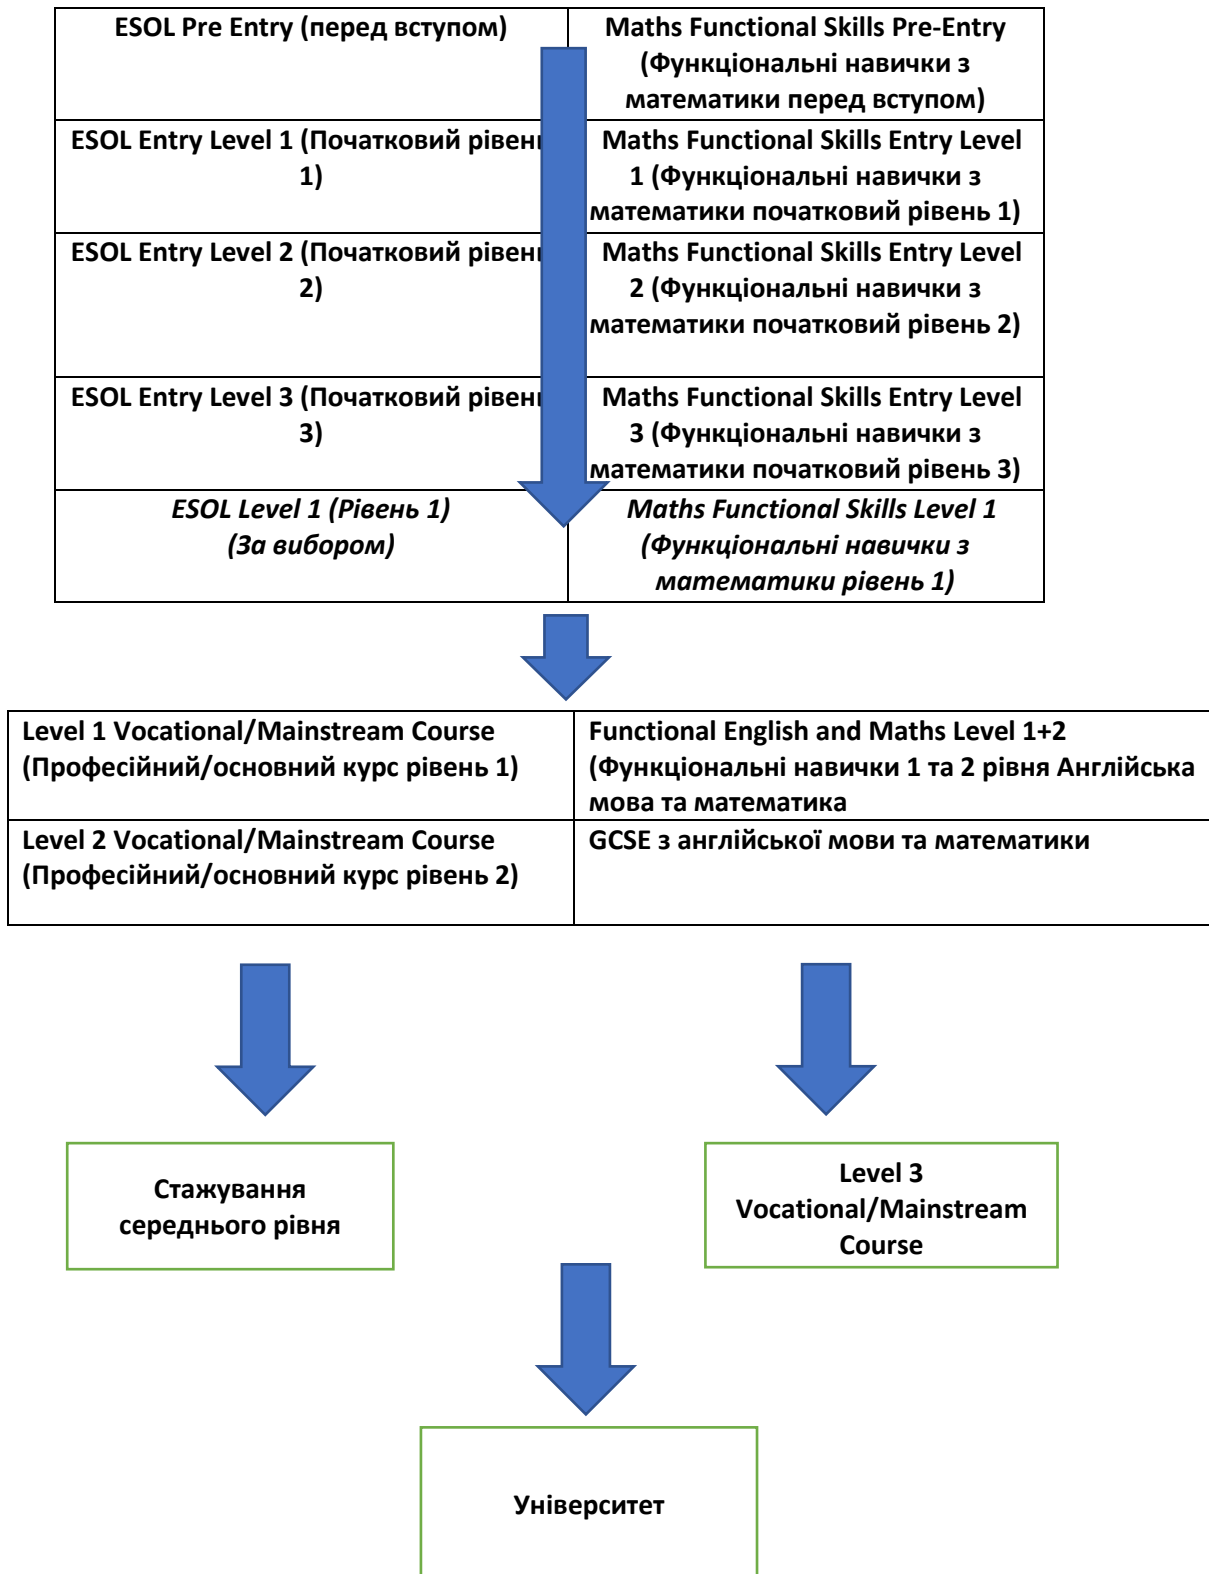 ESOL Pre Entry (перед вступом)
Maths Functional Skills Pre-Entry
(Функціональні навички з
математики перед вступом)
ESOL Entry Level 1 (Початковий рівень
1)
Maths Functional Skills Entry Level
1 (Функціональні навички з
математики початковий рівень 1)
ESOL Entry Level 2 (Початковий рівень
2)
Maths Functional Skills Entry Level
2 (Функціональні навички з
математики початковий рівень 2)
ESOL Entry Level 3 (Початковий рівень
3)
Maths Functional Skills Entry Level
3 (Функціональні навички з
математики початковий рівень 3)
ESOL Level 1 (Рівень 1)
(За вибором)
Maths Functional Skills Level 1
(Функціональні навички з
математики рівень 1)
Level 1 Vocational/Mainstream Course
(Професійний/основний курс рівень 1)
Functional English and Maths Level 1+2
(Функціональні навички 1 та 2 рівня Англійська
мова та математика
Level 2 Vocational/Mainstream Course
(Професійний/основний курс рівень 2)
GCSE з англійської мови та математики
Стажування
середнього рівня
Level 3
Vocational/Mainstream
Course
Університет